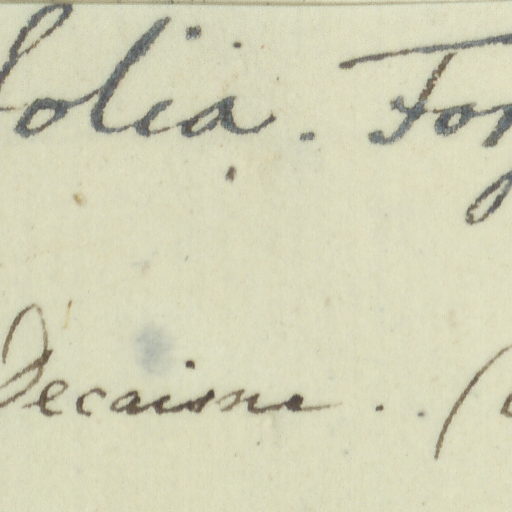 folia. For
Decaisne . . (